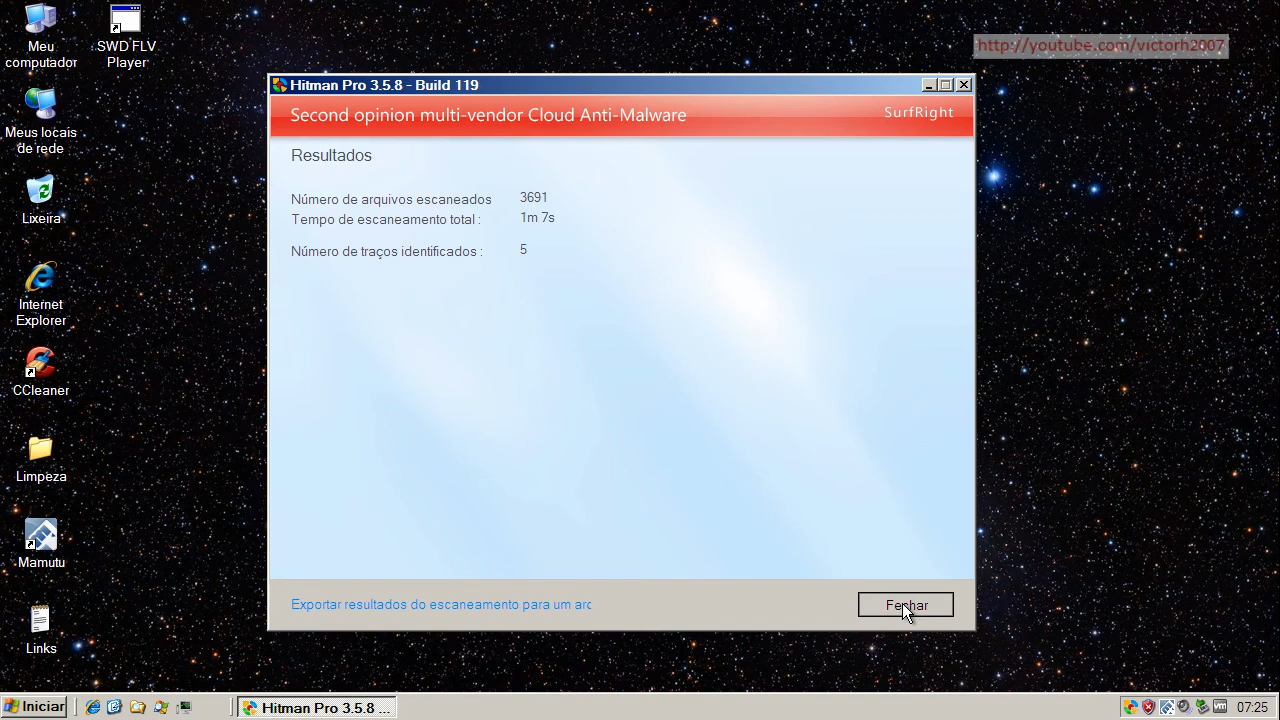 Meu
computador
SWD FLV
Player
http://youtube.com/victorh2007
Hitman Pro 3.5.8 - Build 119
Second opinion multi-vendor Cloud Anti-Malware
SurfRight
Meus locais
de rede
Resultados
Número de arquivos escaneados 3691
Tempo de escaneamento total : 1m 7s
Número de traços identificados : 5
Lixeira
Internet
Explorer
CCleaner
Limpeza
Mamutu
Links
Exportar resultados do escaneamento para um arc
Fechar
Iniciar
Hitman Pro 3.5.8 ...
vm
07:25